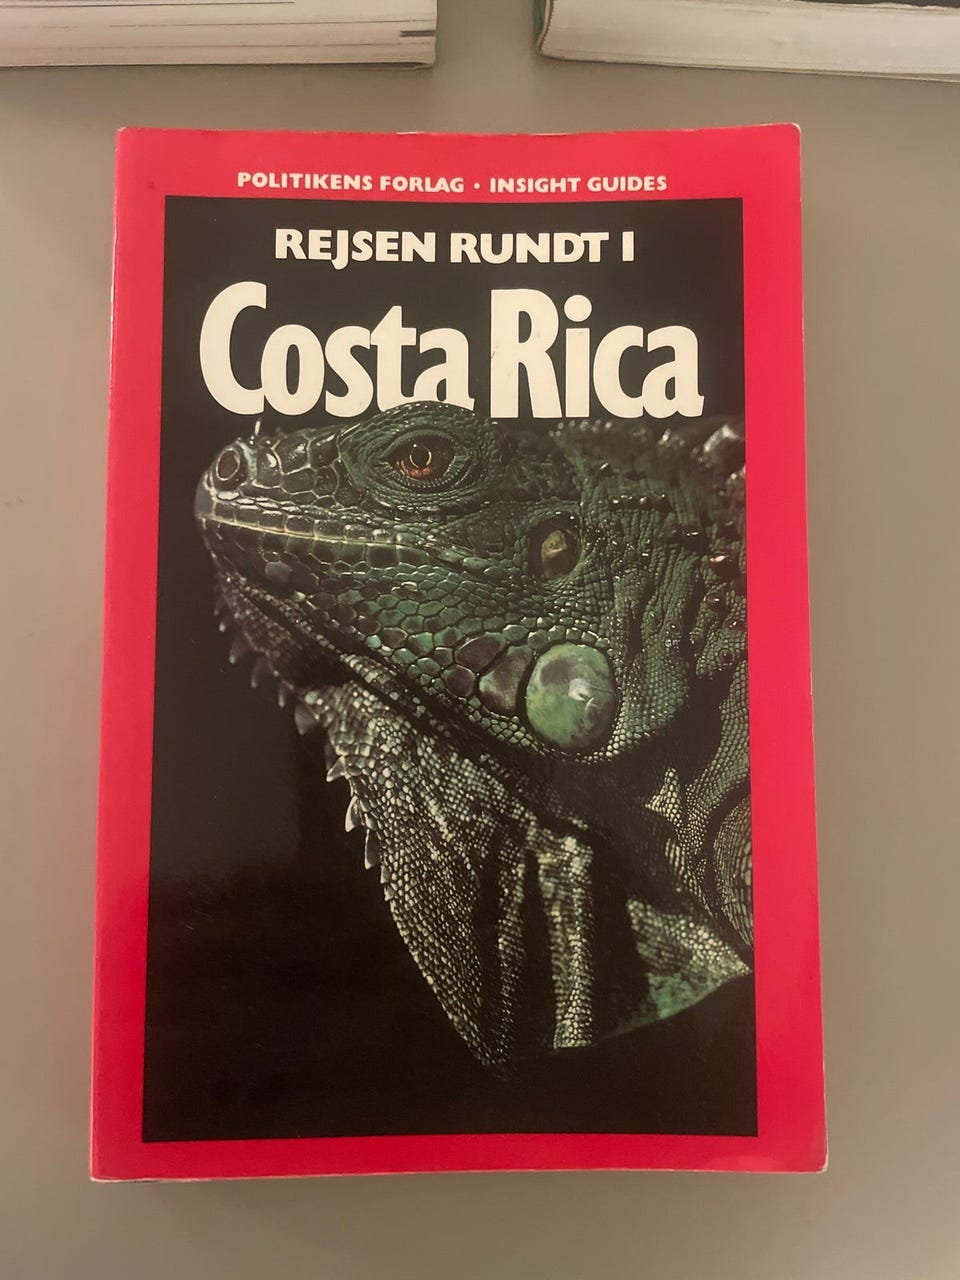 POLITIKENS FORLAG • INSIGHT GUIDES
REJSEN RUNDT I
Costa Rica